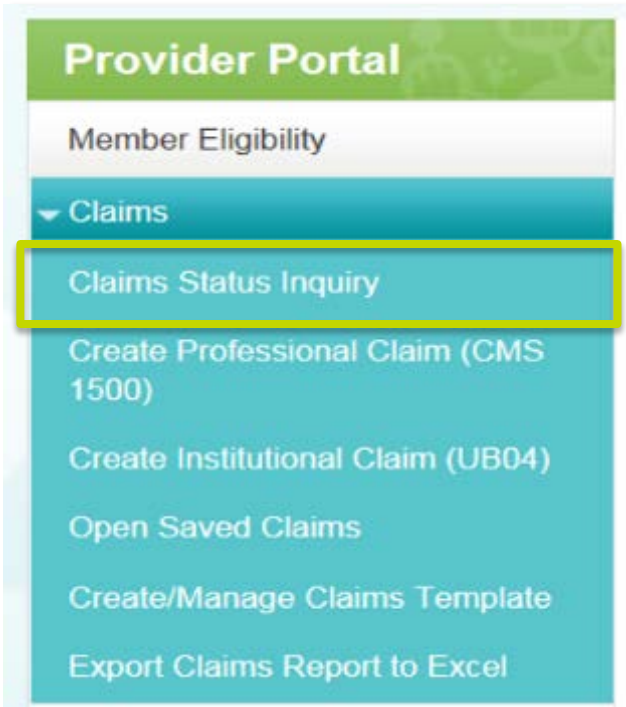 Provider Portal
Member Eligibility
Claims
Claims Status Inquiry
Create Professional Claim (CMS
1500)
Create Institutional Claim (UB04)
Open Saved Claims
Create/Manage Claims Template
Export Claims Report to Excel